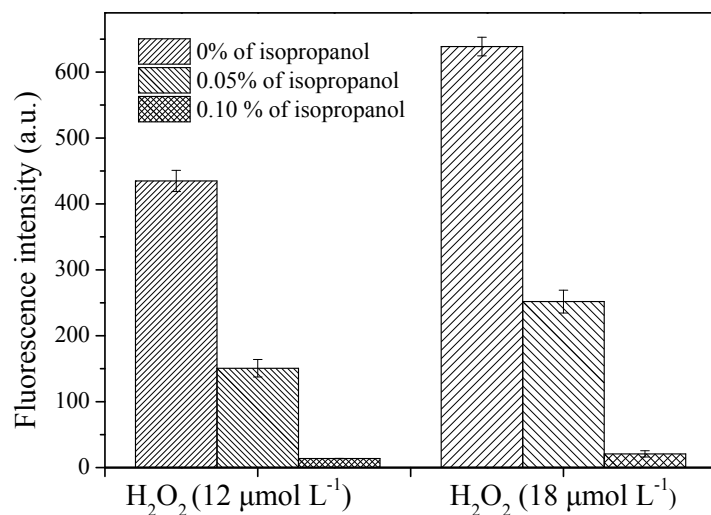 0% of isopropanol
0.05% of isopropanol
0.10 % of isopropanol
Fluorescence intensity (a.u.)
600
500
400
300
200
100
0
H₂O₂ (12 μmol L⁻¹)
H₂O₂ (18 μmol L⁻¹)